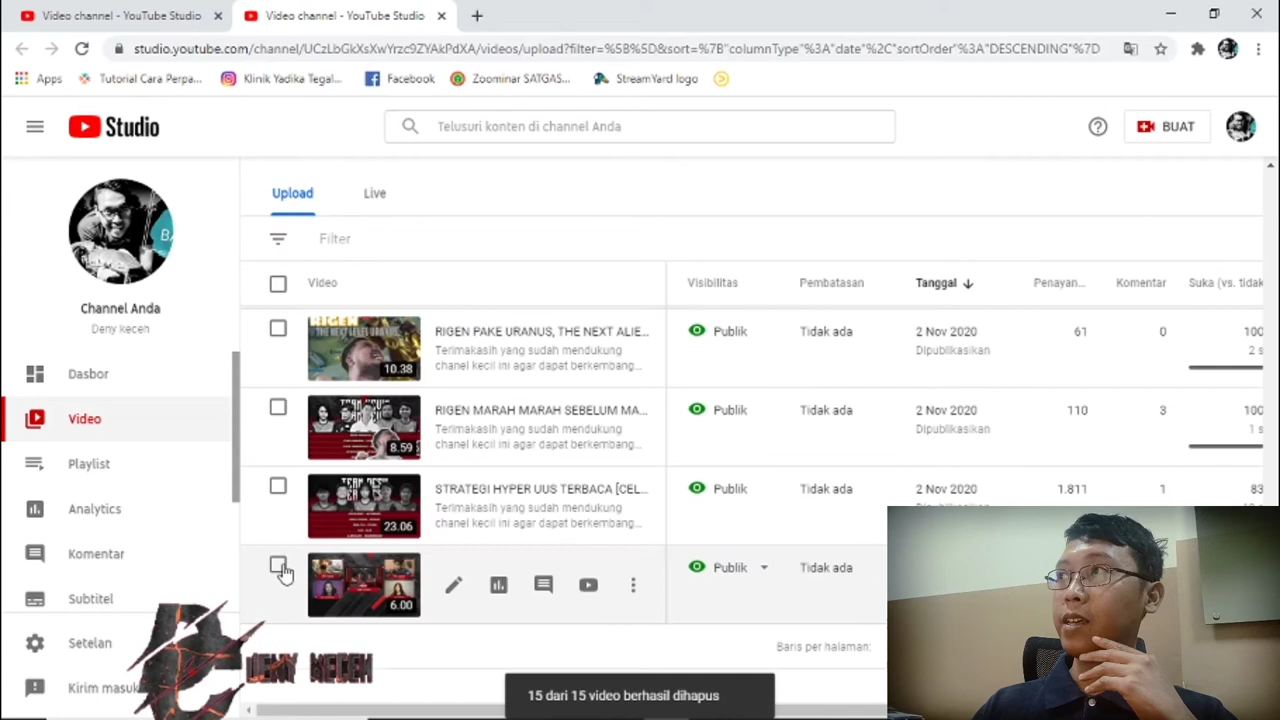 Video channel - YouTube Studio
Video channel - YouTube Studio
studio.youtube.com/channel/UCzLbGkXsXwYrzc9ZYAkPdXA/videos/upload?filter=%5B%5D&sort=%7B"columnType"%3A"date"%2C"sortOrder"%3A"DESCENDING"%7D
Apps
Tutorial Cara Perpa...
Klinik Yadika Tegal...
Facebook
Zoominar SATGAS...
StreamYard logo
Studio
Telusuri konten di channel Anda
BUAT
Upload
Live
Filter
Channel Anda
Deny keceh
Dasbor
Video
Playlist
Analytics
Komentar
Subtitel
Setelan
Kirim masuk
Video
Visibilitas
Pembatasan
Tanggal
Penayan...
Komentar
Suka (vs. tidak
10.38
RIGEN PAKE URANUS, THE NEXT ALIE...
Terimakasih yang sudah mendukung
chanel kecil ini agar dapat berkembang...
Publik
Tidak ada
2 Nov 2020
Dipublikasikan
61
0
100
2 s
8.59
RIGEN MARAH MARAH SEBELUM MA...
Terimakasih yang sudah mendukung
chanel kecil ini agar dapat berkembang...
Publik
Tidak ada
2 Nov 2020
Dipublikasikan
110
3
100
1 s
23.06
STRATEGI HYPER UUS TERBACA [CEL...
Terimakasih yang sudah mendukung
chanel kecil ini agar dapat berkembang...
Publik
Tidak ada
2 Nov 2020
1.811
1
83
6.00
Publik
Tidak ada
Baris per halaman:
15 dari 15 video berhasil dihapus
DENY KECEH